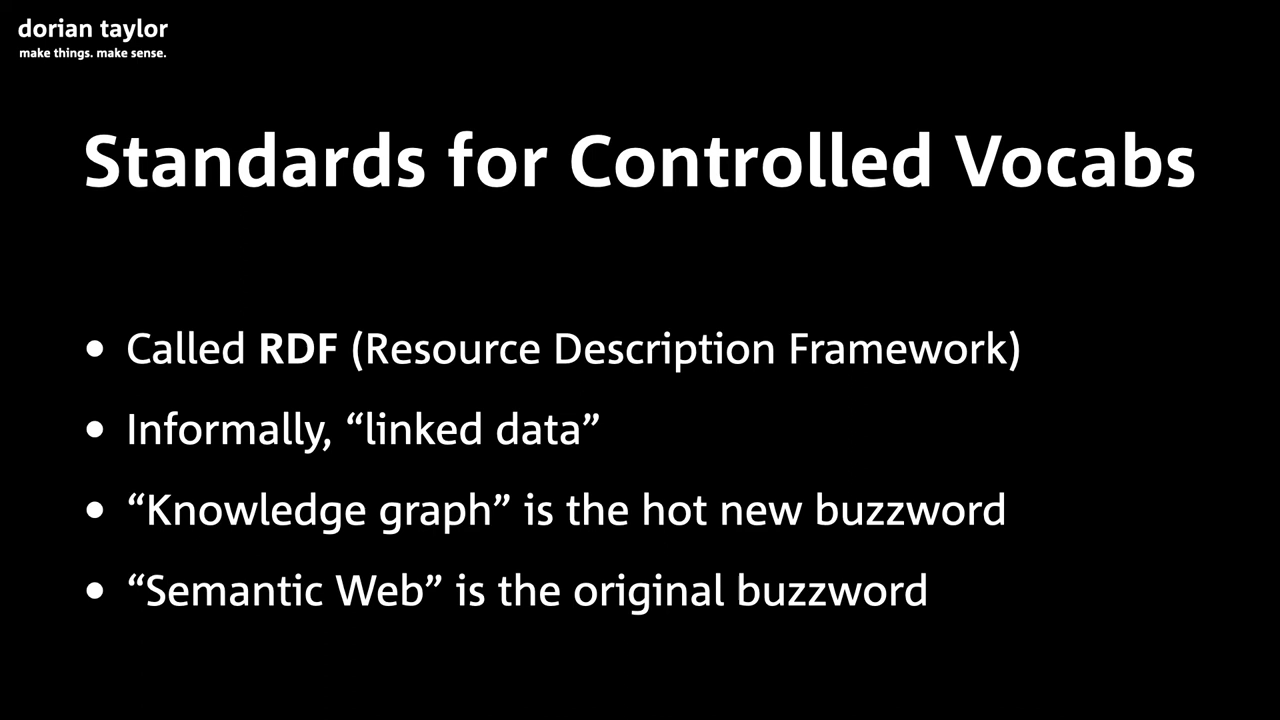 dorian taylor
make things. make sense.
Standards for Controlled Vocabs
• Called RDF (Resource Description Framework)
• Informally, “linked data”
• “Knowledge graph” is the hot new buzzword
• “Semantic Web” is the original buzzword